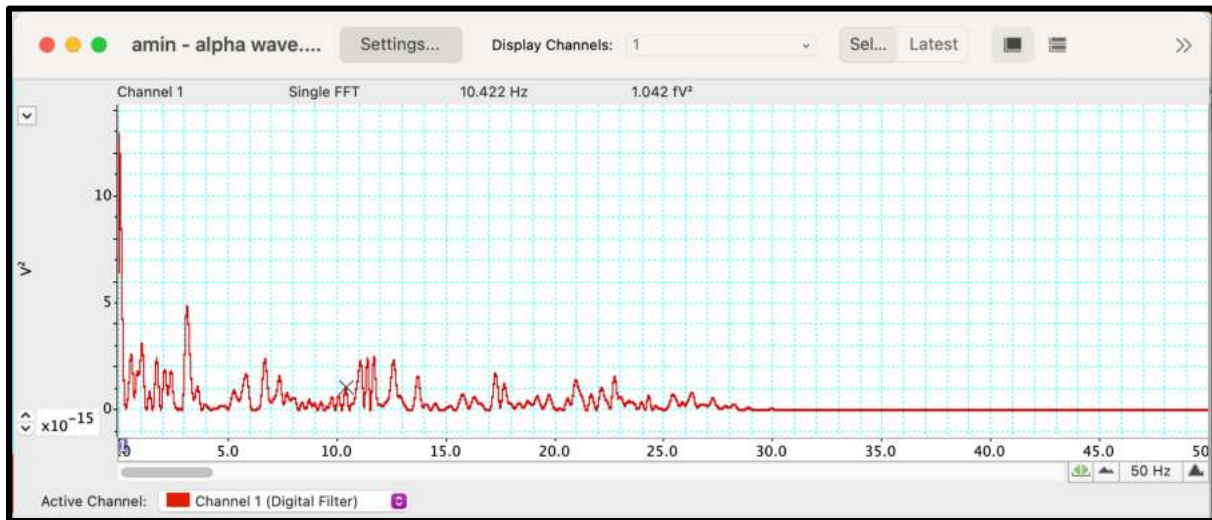 amin - alpha wave.... Settings... Display Channels: 1 Sel... Latest
Channel 1 Single FFT 10.422 Hz 1.042 fV²
10
V²
5
0
x10⁻¹⁵
5.0 10.0 15.0 20.0 25.0 30.0 35.0 40.0 45.0 50
50 Hz
Active Channel: Channel 1 (Digital Filter)